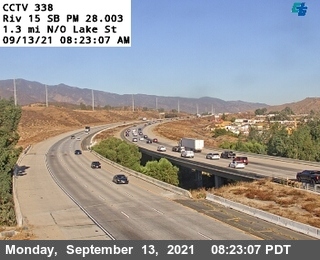 CCTV 338
Riv 15 SB PM 28.003
1.3 mi N/O Lake St
09/13/21 08:23:07 AM
Monday, September 13, 2021 08:23:07 PDT